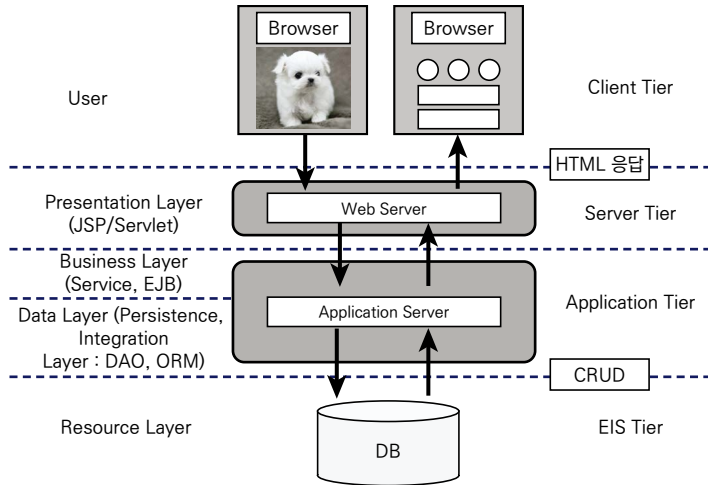 Browser
Browser
User
Client Tier
HTML 응답
Presentation Layer
(JSP/Servlet)
Web Server
Server Tier
Business Layer
(Service, EJB)
Application Server
Application Tier
Data Layer (Persistence,
Integration
Layer : DAO, ORM)
CRUD
Resource Layer
DB
EIS Tier